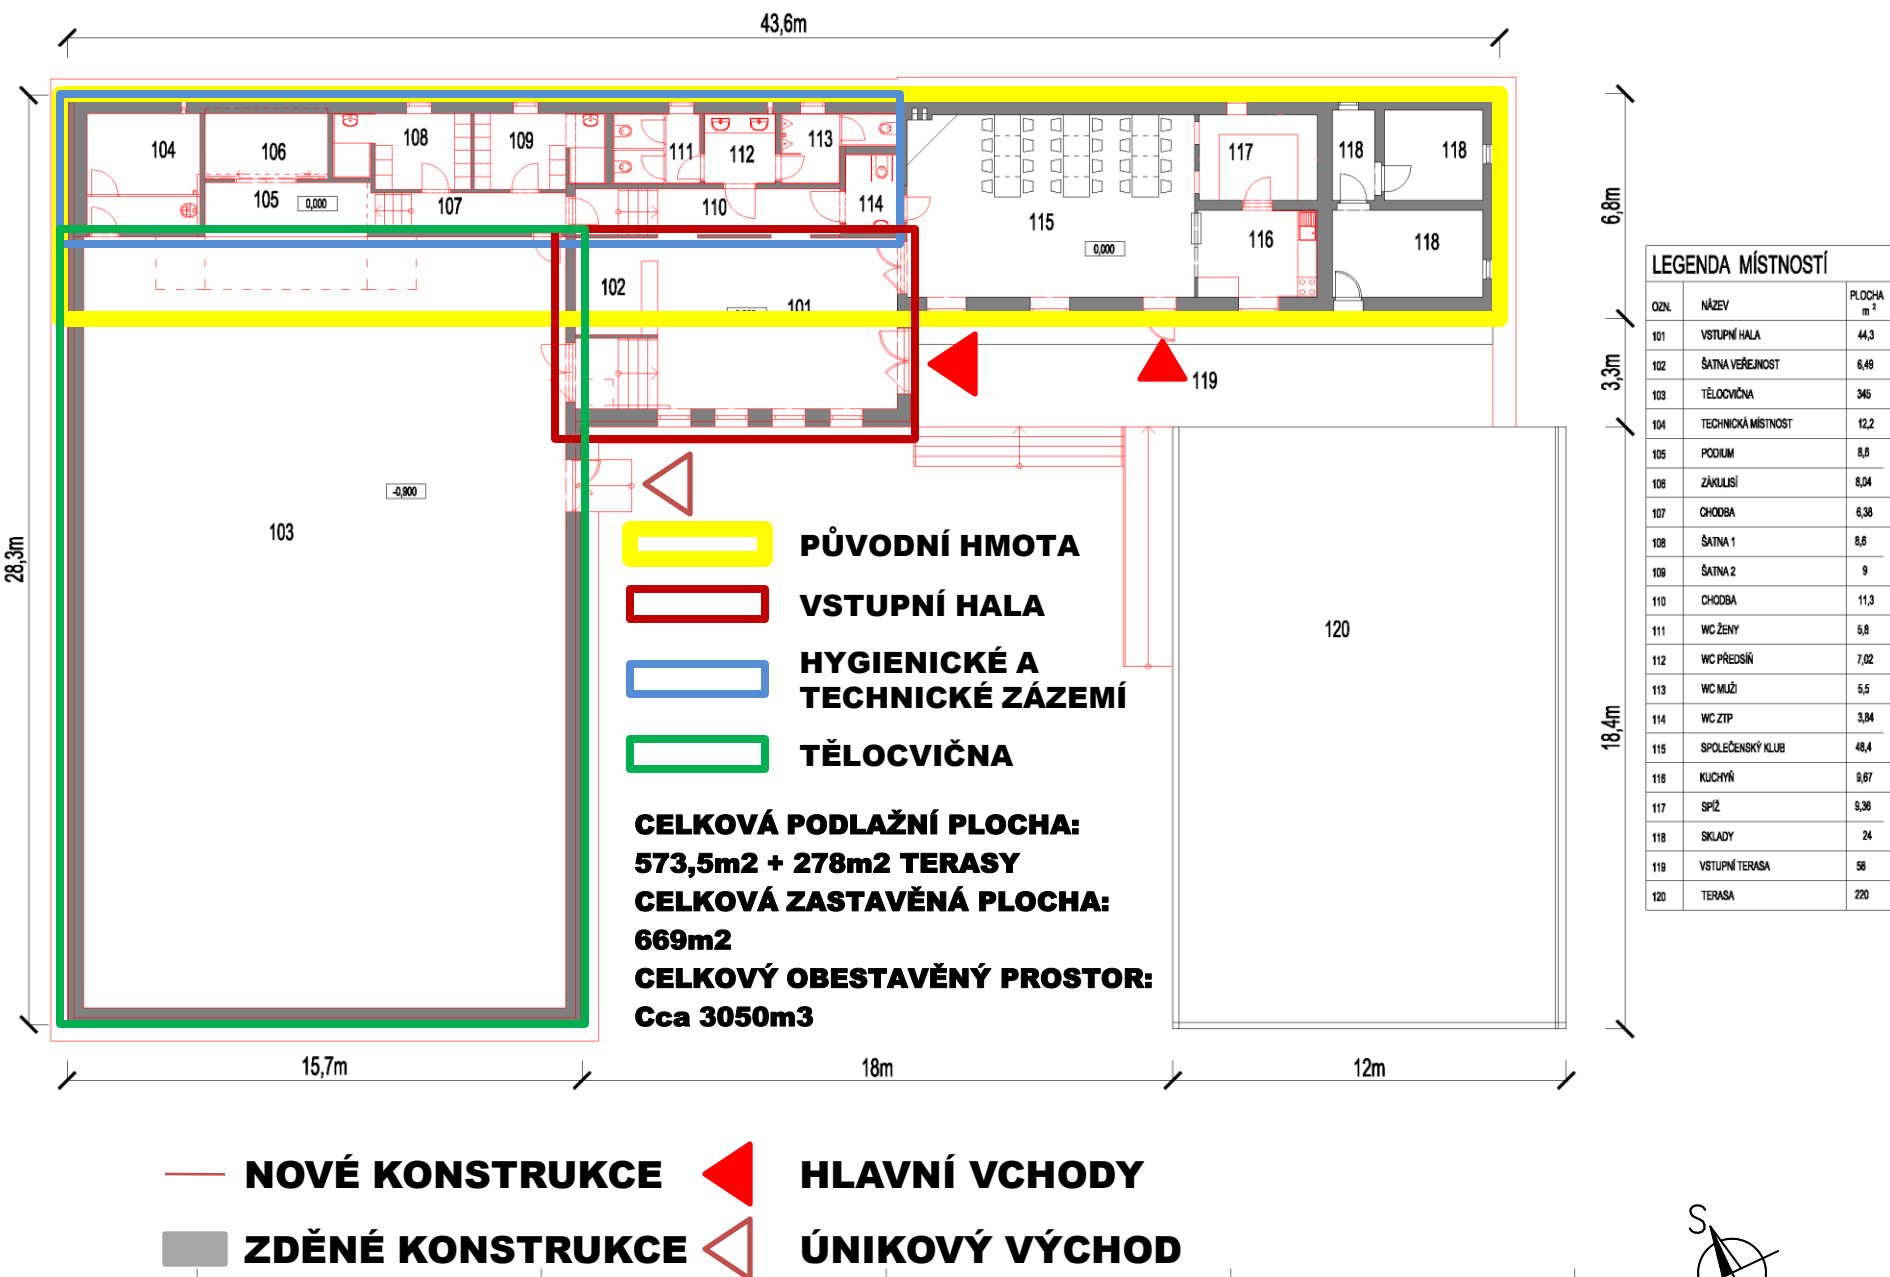 43,6m
104
106
108
109
111
112
113
114
105
0,000
107
110
115
0,000
117
118
118
116
118
102
101
119
103
-0,900
120
28,3m
6,8m
3,3m
18,4m
15,7m
18m
12m
PŮVODNÍ HMOTA
VSTUPNÍ HALA
HYGIENICKÉ A
TECHNICKÉ ZÁZEMÍ
TĚLOCVIČNA
CELKOVÁ PODLAŽNÍ PLOCHA:
573,5m2 + 278m2 TERASY
CELKOVÁ ZASTAVĚNÁ PLOCHA:
669m2
CELKOVÝ OBESTAVĚNÝ PROSTOR:
Cca 3050m3
LEGENDA MÍSTNOSTÍ
OZN. NÁZEV PLOCHA m²
101 VSTUPNÍ HALA 44,3
102 ŠATNA VEŘEJNOST 6,49
103 TĚLOCVIČNA 345
104 TECHNICKÁ MÍSTNOST 12,2
105 PODIUM 8,8
106 ZÁKULISÍ 8,04
107 CHODBA 6,38
108 ŠATNA 1 8,6
109 ŠATNA 2 9
110 CHODBA 11,3
111 WC ŽENY 5,8
112 WC PŘEDSÍŇ 7,02
113 WC MUŽI 5,5
114 WC ZTP 3,84
115 SPOLEČENSKÝ KLUB 48,4
116 KUCHYŇ 9,67
117 SPÍŽ 9,36
118 SKLADY 24
119 VSTUPNÍ TERASA 58
120 TERASA 220
NOVÉ KONSTRUKCE
HLAVNÍ VCHODY
ZDĚNÉ KONSTRUKCE
ÚNIKOVÝ VÝCHOD
S